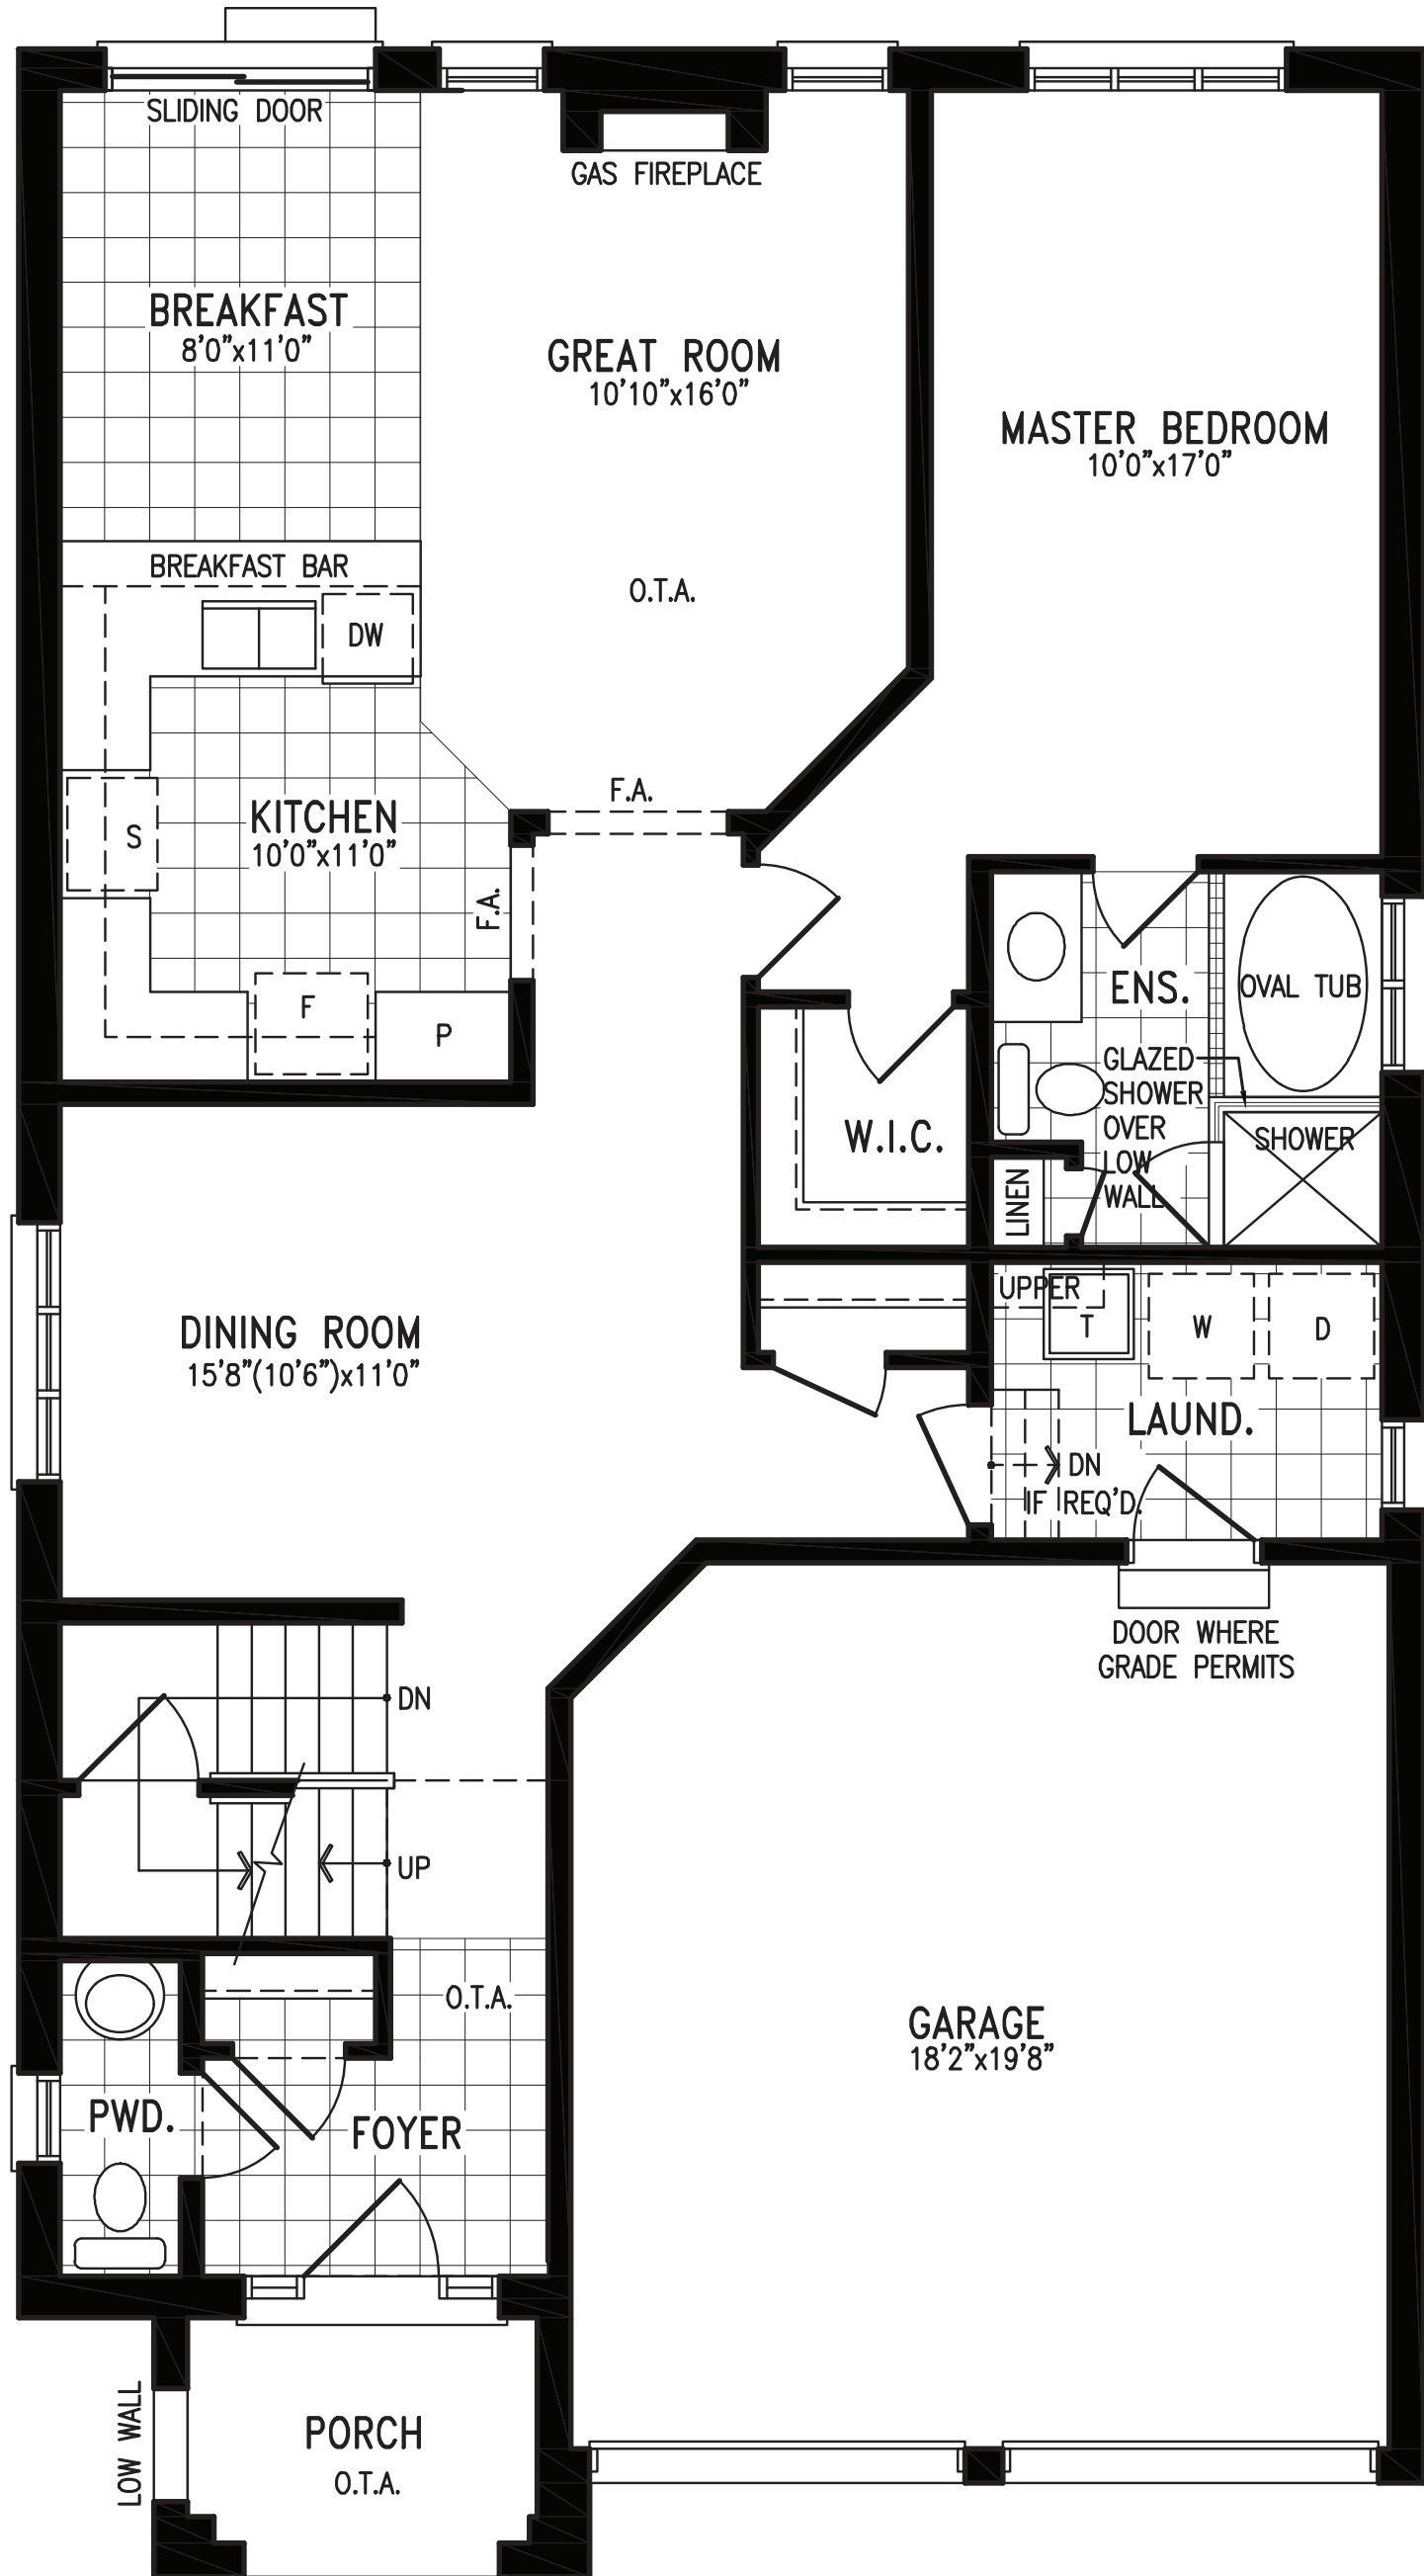 SLIDING DOOR
GAS FIREPLACE
BREAKFAST
8'0"x11'0"
GREAT ROOM
10'10"x16'0"
MASTER BEDROOM
10'0"x17'0"
BREAKFAST BAR
O.T.A.
DW
F.A.
S
KITCHEN
10'0"x11'0"
F.A.
F
P
ENS.
OVAL TUB
GLAZED
SHOWER
OVER
LOW
WALL
SHOWER
W.I.C.
LINEN
UPPER
T
W
D
DINING ROOM
15'8"(10'6")x11'0"
LAUND.
DN
IF REQ'D.
DOOR WHERE
GRADE PERMITS
DN
UP
O.T.A.
GARAGE
18'2"x19'8"
PWD.
FOYER
LOW WALL
PORCH
O.T.A.